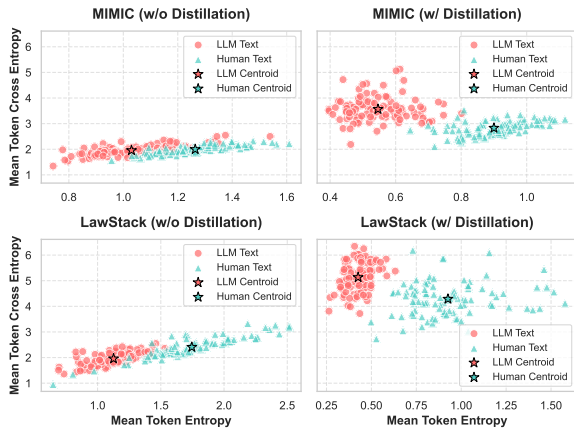 MIMIC (w/o Distillation)
MIMIC (w/ Distillation)
Mean Token Cross Entropy
6
5
4
3
2
1
LLM Text
Human Text
LLM Centroid
Human Centroid
0.8 1.0 1.2 1.4 1.6
LLM Text
Human Text
LLM Centroid
Human Centroid
0.4 0.6 0.8 1.0
LawStack (w/o Distillation)
LawStack (w/ Distillation)
Mean Token Cross Entropy
6
5
4
3
2
1
LLM Text
Human Text
LLM Centroid
Human Centroid
1.0 1.5 2.0 2.5
Mean Token Entropy
LLM Text
Human Text
LLM Centroid
Human Centroid
0.25 0.50 0.75 1.00 1.25 1.50
Mean Token Entropy